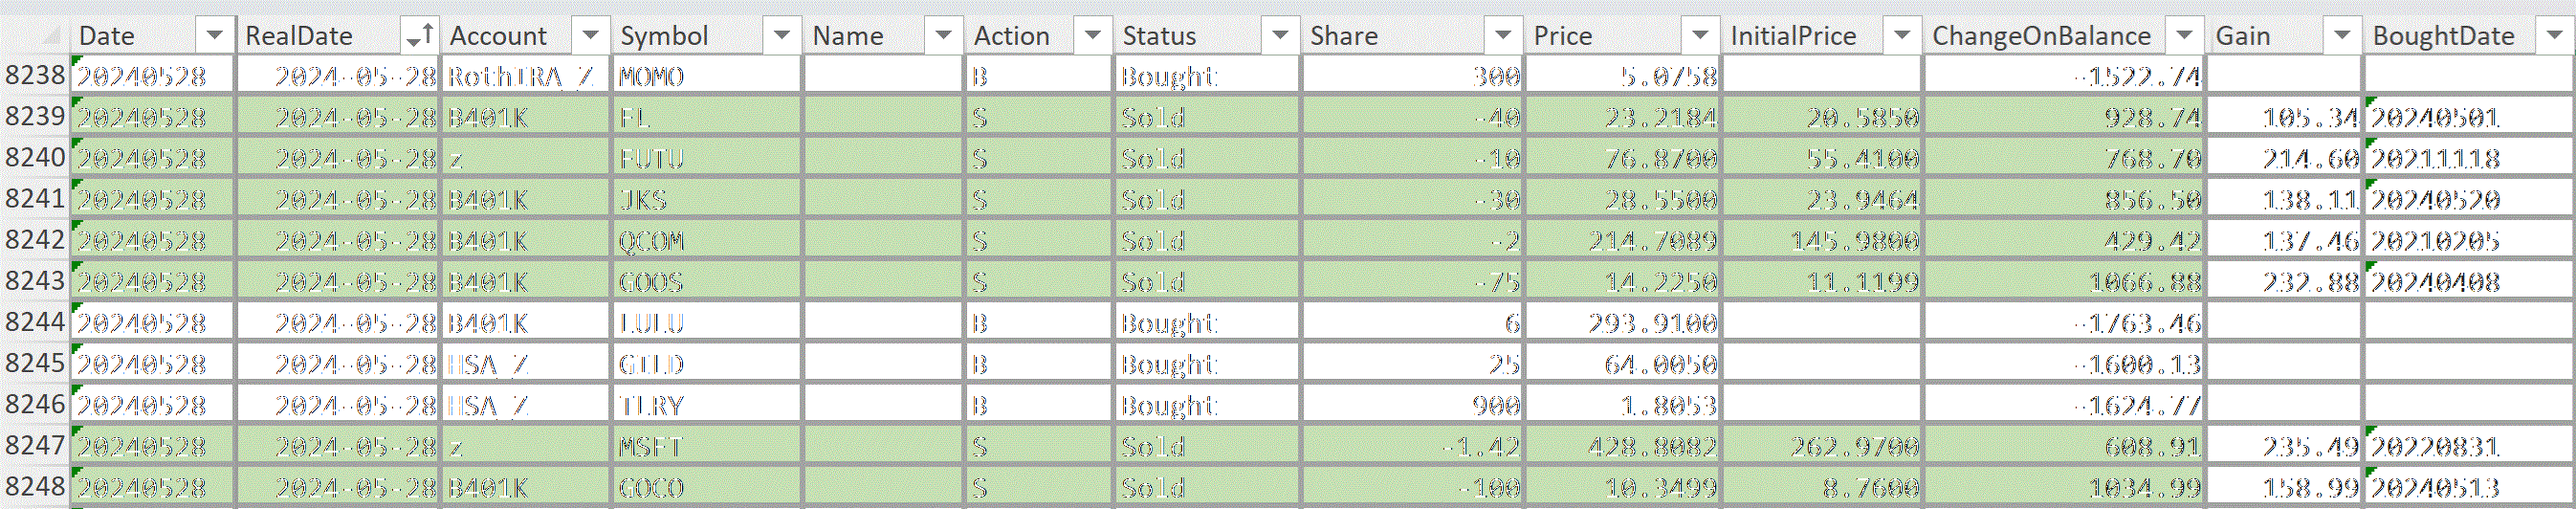 Date RealDate Account Symbol Name Action Status Share Price InitialPrice ChangeOnBalance Gain BoughtDate
8238 20240528 2024-05-28 RothIRA_Z MOMO B Bought 300 5.0758 -1522.74
8239 20240528 2024-05-28 B401K FL S Sold -40 23.2184 20.5850 928.74 105.34 20240501
8240 20240528 2024-05-28 z FUTU S Sold -10 76.8700 55.4100 768.70 214.60 20211118
8241 20240528 2024-05-28 B401K JKS S Sold -30 28.5500 23.9464 856.50 138.11 20240520
8242 20240528 2024-05-28 B401K QCOM S Sold -2 214.7089 145.9800 429.42 137.46 20210205
8243 20240528 2024-05-28 B401K GOOS S Sold -75 14.2250 11.1199 1066.88 232.88 20240408
8244 20240528 2024-05-28 B401K LULU B Bought 6 293.9100 -1763.46
8245 20240528 2024-05-28 HSA_Z GILD B Bought 25 64.0050 -1600.13
8246 20240528 2024-05-28 HSA_Z TLRY B Bought 900 1.8053 -1624.77
8247 20240528 2024-05-28 z MSFT S Sold -1.42 428.8082 262.9700 608.91 235.49 20220831
8248 20240528 2024-05-28 B401K GOCO S Sold -100 10.3499 8.7600 1034.99 158.99 20240513